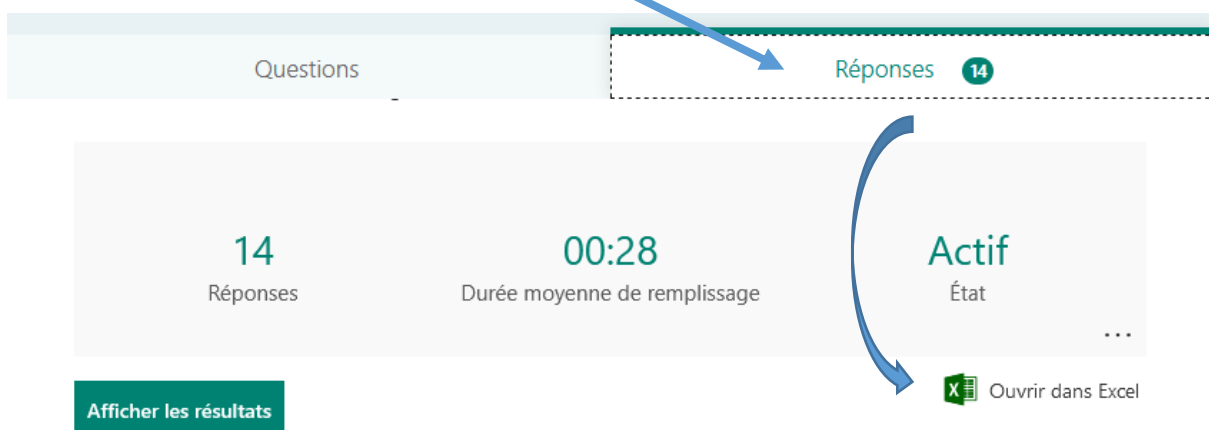 Questions
Réponses 14
14
Réponses
00:28
Durée moyenne de remplissage
Actif
État
...
Afficher les résultats
Ouvrir dans Excel